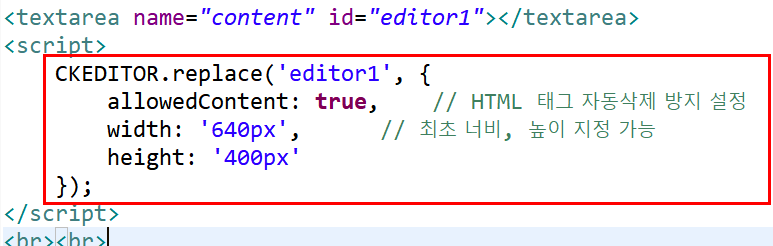 <textarea name="content" id="editor1"></textarea>
<script>
CKEDITOR.replace('editor1', {
allowedContent: true, // HTML 태그 자동삭제 방지 설정
width: '640px', // 최초 너비, 높이 지정 가능
height: '400px'
});
</script>
<br><br>